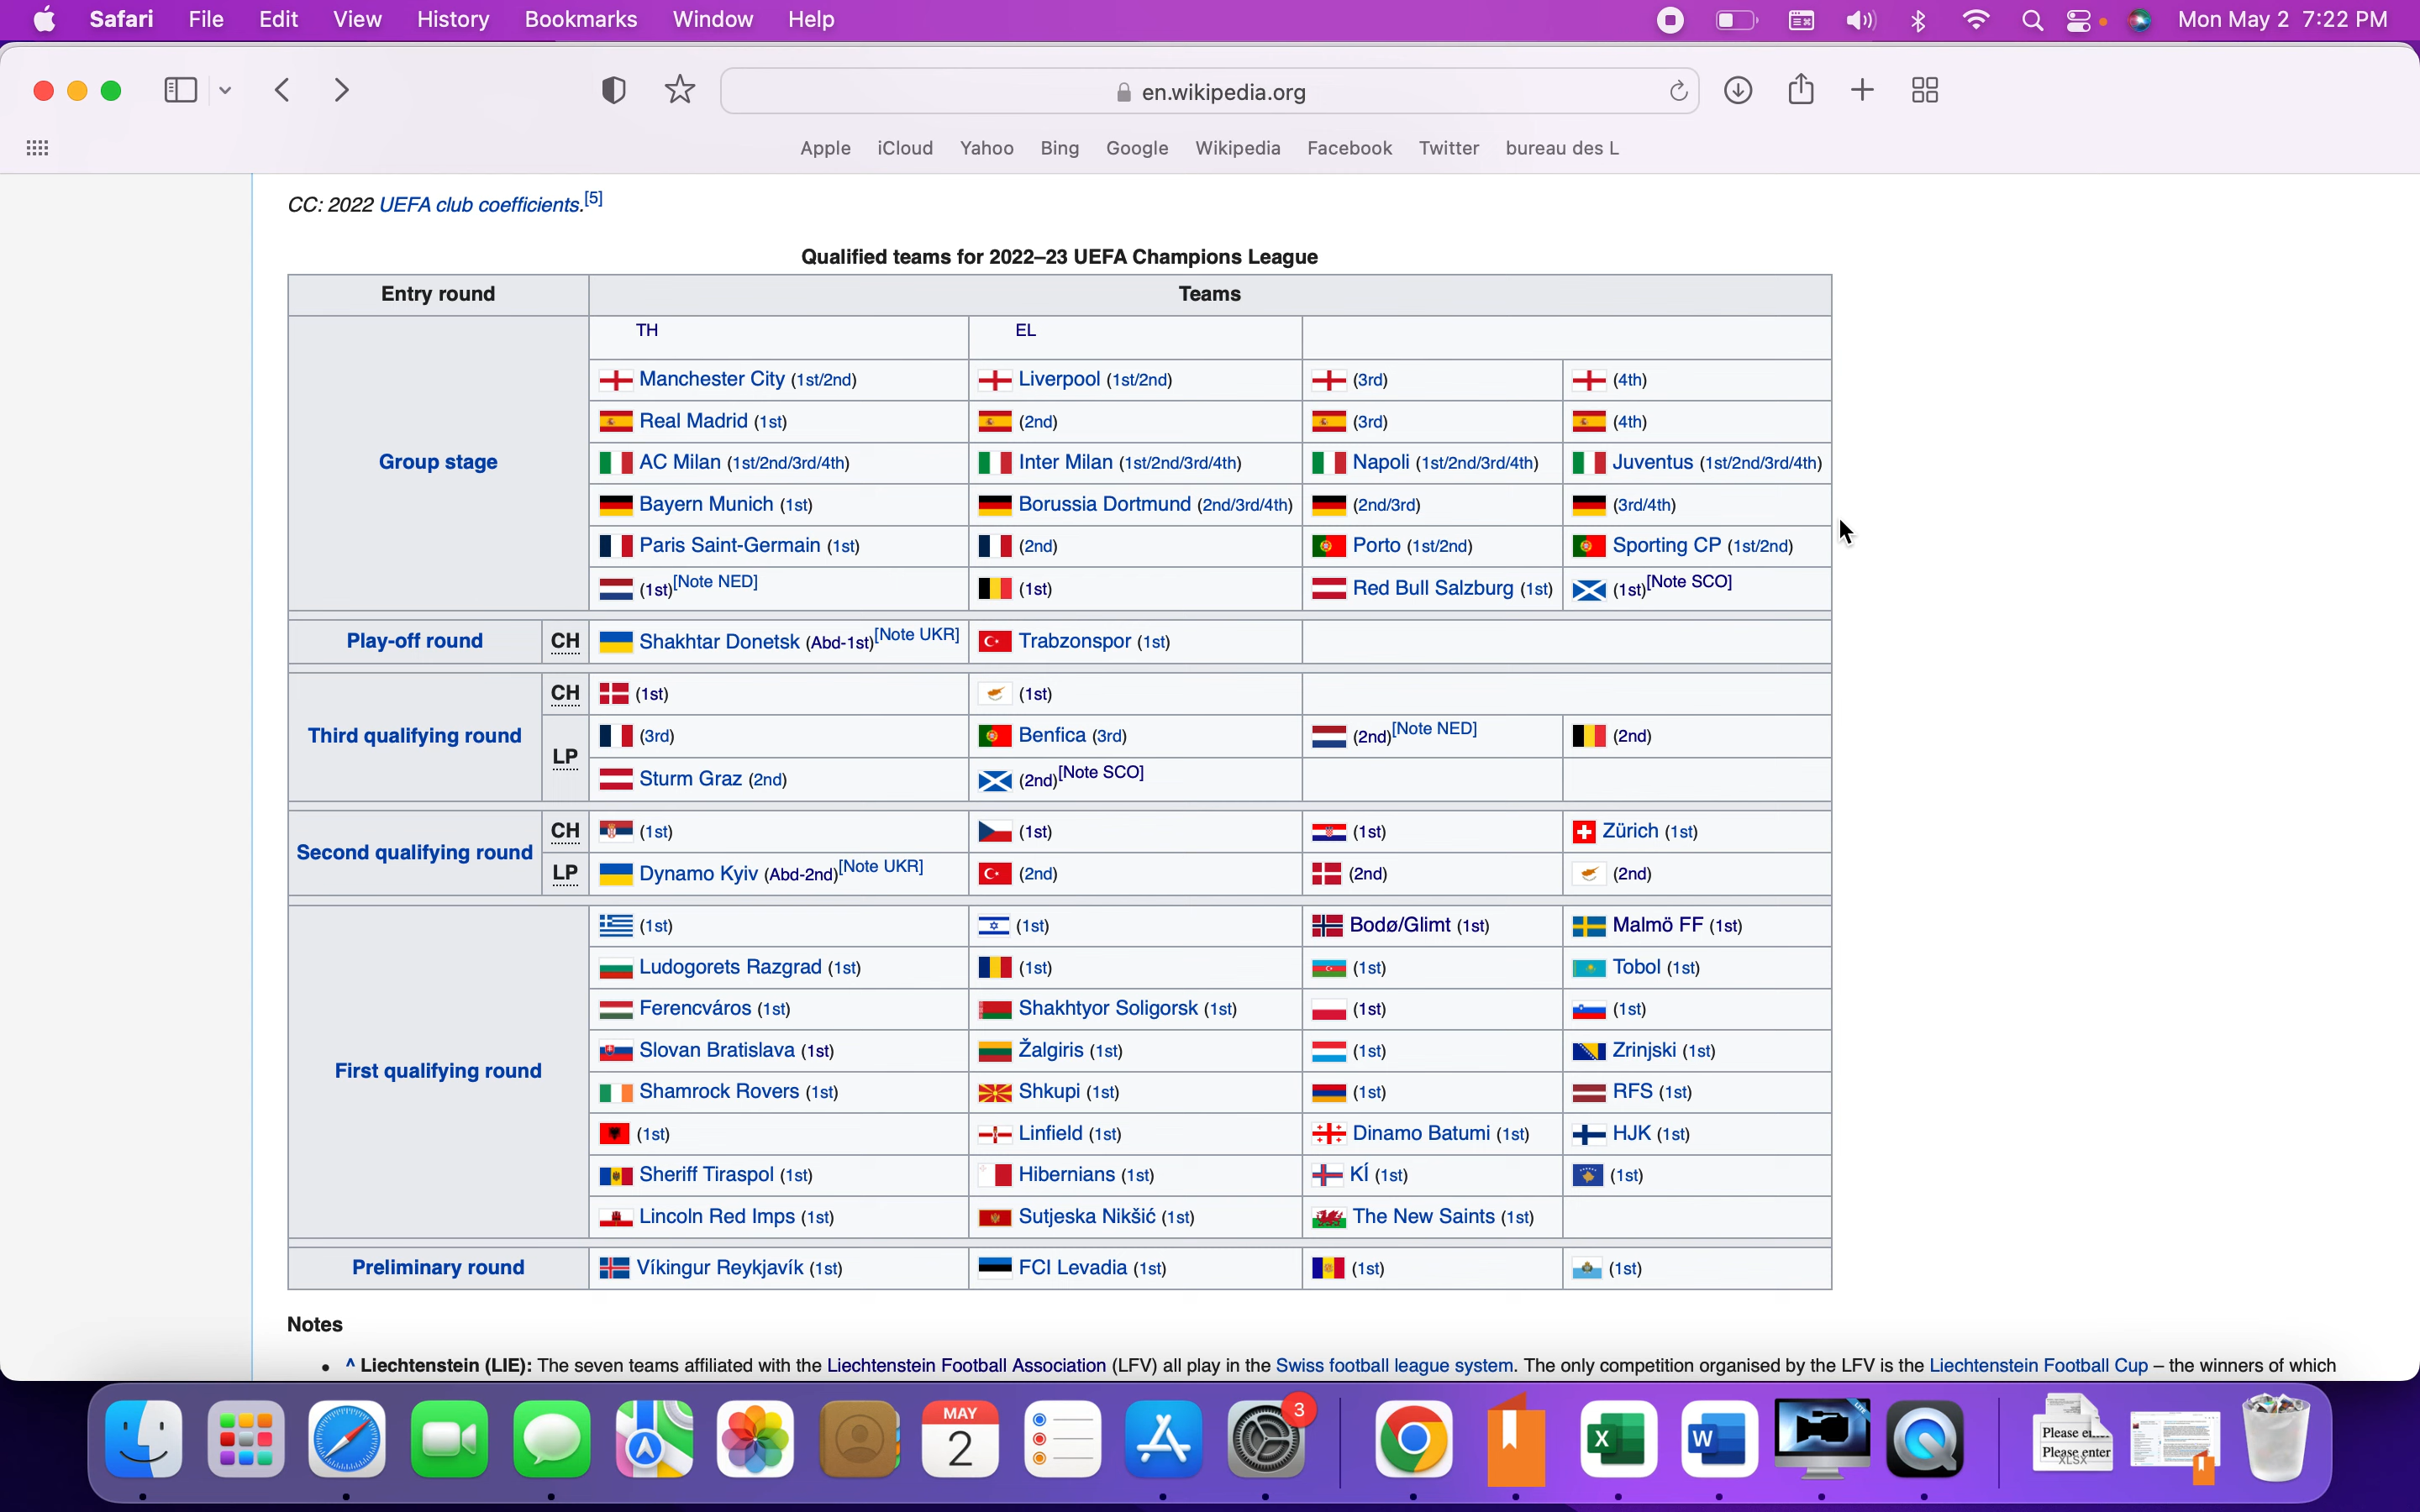 Safari File Edit View History Bookmarks Window Help Mon May 2 7:22 PM
en.wikipedia.org
Apple iCloud Yahoo Bing Google Wikipedia Facebook Twitter bureau des L
CC: 2022 UEFA club coefficients.[5]
Qualified teams for 2022–23 UEFA Champions League
Entry round Teams
TH EL
Group stage
Manchester City (1st/2nd) Liverpool (1st/2nd) (3rd) (4th)
Real Madrid (1st) (2nd) (3rd) (4th)
AC Milan (1st/2nd/3rd/4th) Inter Milan (1st/2nd/3rd/4th) Napoli (1st/2nd/3rd/4th) Juventus (1st/2nd/3rd/4th)
Bayern Munich (1st) Borussia Dortmund (2nd/3rd/4th) (2nd/3rd) (3rd/4th)
Paris Saint-Germain (1st) (2nd) Porto (1st/2nd) Sporting CP (1st/2nd)
(1st)[Note NED] (1st) Red Bull Salzburg (1st) (1st)[Note SCO]
Play-off round CH Shakhtar Donetsk (Abd-1st)[Note UKR] Trabzonspor (1st)
Third qualifying round
CH (1st) (1st)
LP (3rd) Benfica (3rd) (2nd)[Note NED] (2nd)
Sturm Graz (2nd) (2nd)[Note SCO]
Second qualifying round
CH (1st) (1st) (1st) Zürich (1st)
LP Dynamo Kyiv (Abd-2nd)[Note UKR] (2nd) (2nd) (2nd)
First qualifying round
(1st) (1st) Bodø/Glimt (1st) Malmö FF (1st)
Ludogorets Razgrad (1st) (1st) (1st) Tobol (1st)
Ferencváros (1st) Shakhtyor Soligorsk (1st) (1st) (1st)
Slovan Bratislava (1st) Žalgiris (1st) (1st) Zrinjski (1st)
Shamrock Rovers (1st) Shkupi (1st) (1st) RFS (1st)
(1st) Linfield (1st) Dinamo Batumi (1st) HJK (1st)
Sheriff Tiraspol (1st) Hibernians (1st) KÍ (1st) (1st)
Lincoln Red Imps (1st) Sutjeska Nikšić (1st) The New Saints (1st)
Preliminary round Víkingur Reykjavík (1st) FCI Levadia (1st) (1st) (1st)
Notes
• ^ Liechtenstein (LIE): The seven teams affiliated with the Liechtenstein Football Association (LFV) all play in the Swiss football league system. The only competition organised by the LFV is the Liechtenstein Football Cup – the winners of which
MAY
2
3
X
W
Please enter
XLSX